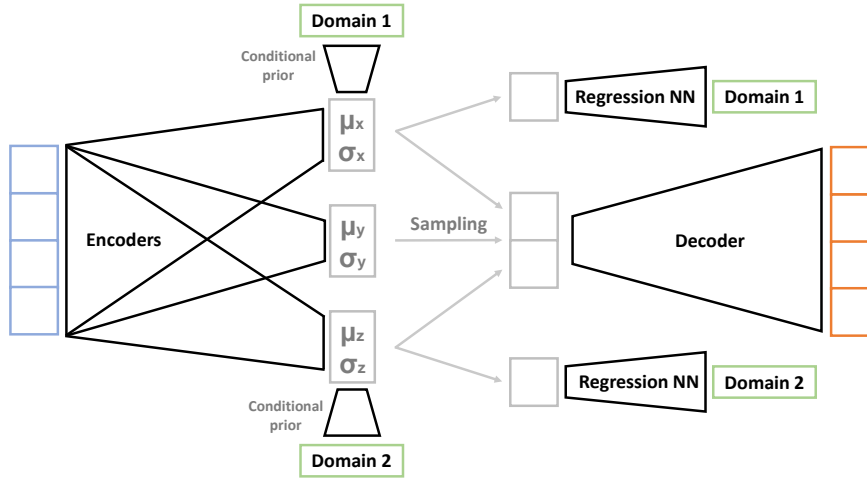 Domain 1
Conditional
prior
μx
σx
Regression NN
Domain 1
Encoders
μy
σy
Sampling
Decoder
μz
σz
Regression NN
Domain 2
Conditional
prior
Domain 2